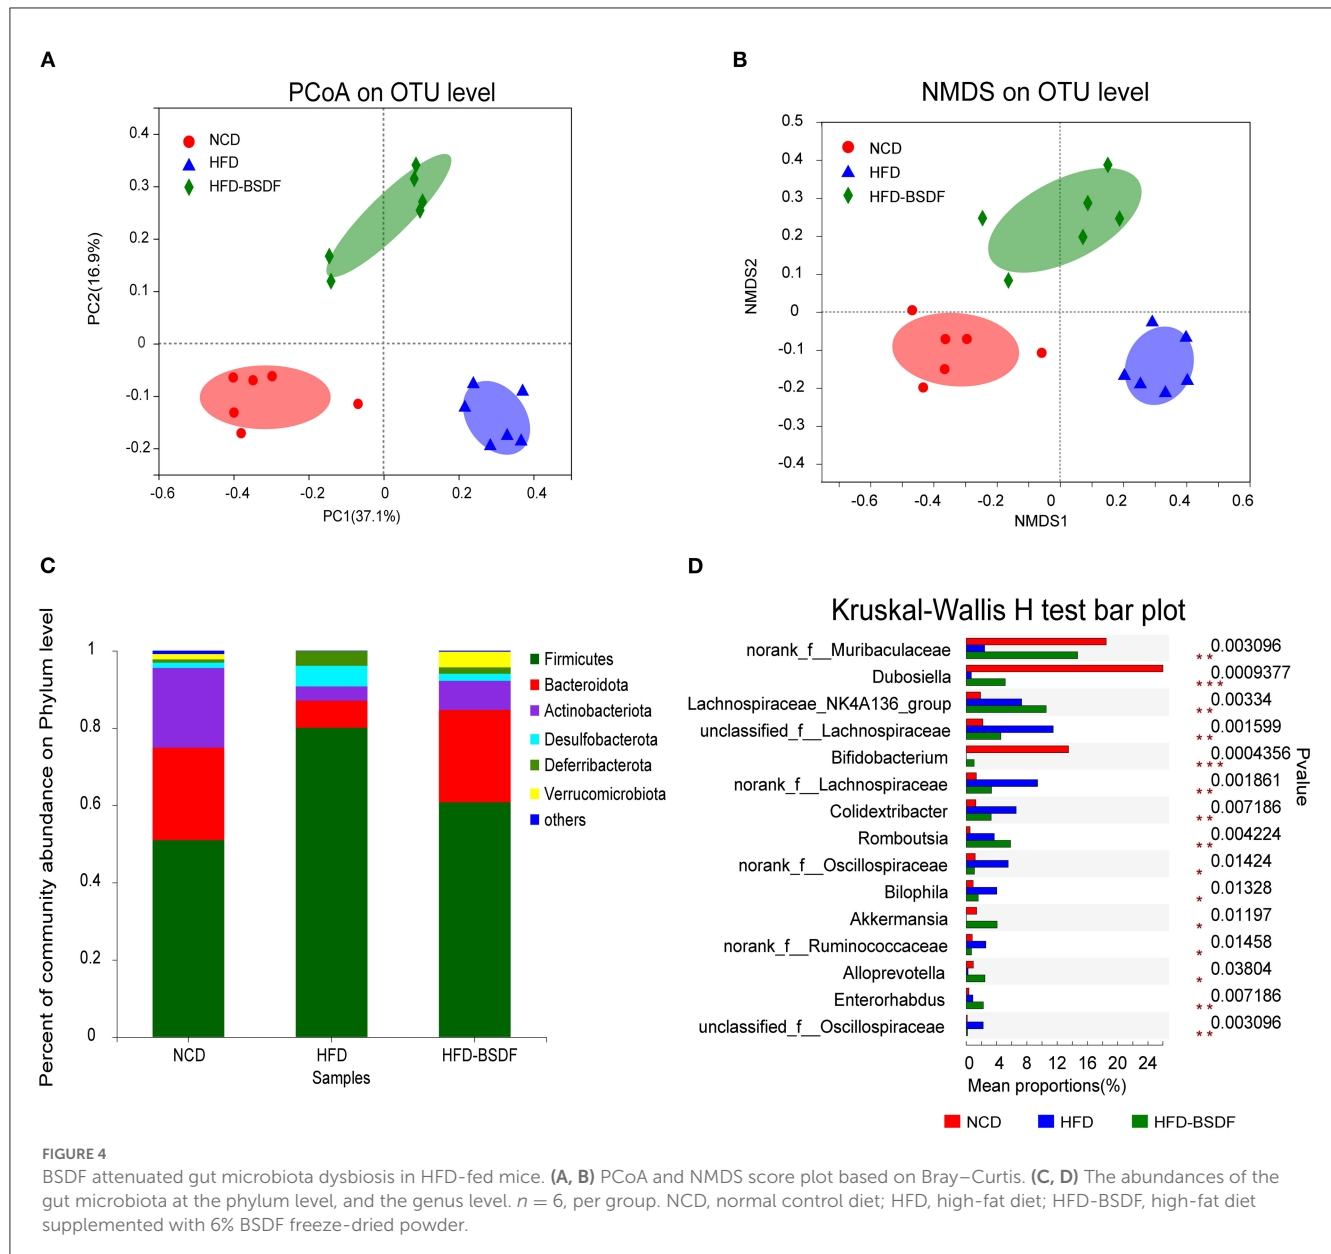 A
PCoA on OTU level
NCD
HFD
HFD-BSDF
PC2(16.9%)
0.4
0.3
0.2
0.1
0
-0.1
-0.2
-0.6
-0.4
-0.2
0
0.2
0.4
PC1(37.1%)
B
NMDS on OTU level
NCD
HFD
HFD-BSDF
NMDS2
0.5
0.4
0.3
0.2
0.1
0
-0.1
-0.2
-0.3
-0.4
-0.6
-0.4
-0.2
0
0.2
0.4
0.6
NMDS1
C
Percent of community abundance on Phylum level
1
0.8
0.6
0.4
0.2
0
NCD
HFD
HFD-BSDF
Samples
Firmicutes
Bacteroidota
Actinobacteriota
Desulfobacterota
Deferribacterota
Verrucomicrobiota
others
D
Kruskal-Wallis H test bar plot
norank_f__Muribaculaceae
**0.003096
Dubosiella
***0.0009377
Lachnospiraceae_NK4A136_group
**0.00334
unclassified_f__Lachnospiraceae
**0.001599
Bifidobacterium
***0.0004356
norank_f__Lachnospiraceae
**0.001861
Colidextribacter
**0.007186
Romboutsia
**0.004224
norank_f__Oscillospiraceae
*0.01424
Bilophila
*0.01328
Akkermansia
*0.01197
norank_f__Ruminococcaceae
*0.01458
Alloprevotella
*0.03804
Enterorhabdus
**0.007186
unclassified_f__Oscillospiraceae
**0.003096
Pvalue
0 4 8 12 16 20 24
Mean proportions(%)
NCD HFD HFD-BSDF
FIGURE 4
BSDF attenuated gut microbiota dysbiosis in HFD-fed mice. (A, B) PCoA and NMDS score plot based on Bray–Curtis. (C, D) The abundances of the
gut microbiota at the phylum level, and the genus level. n = 6, per group. NCD, normal control diet; HFD, high-fat diet; HFD-BSDF, high-fat diet
supplemented with 6% BSDF freeze-dried powder.